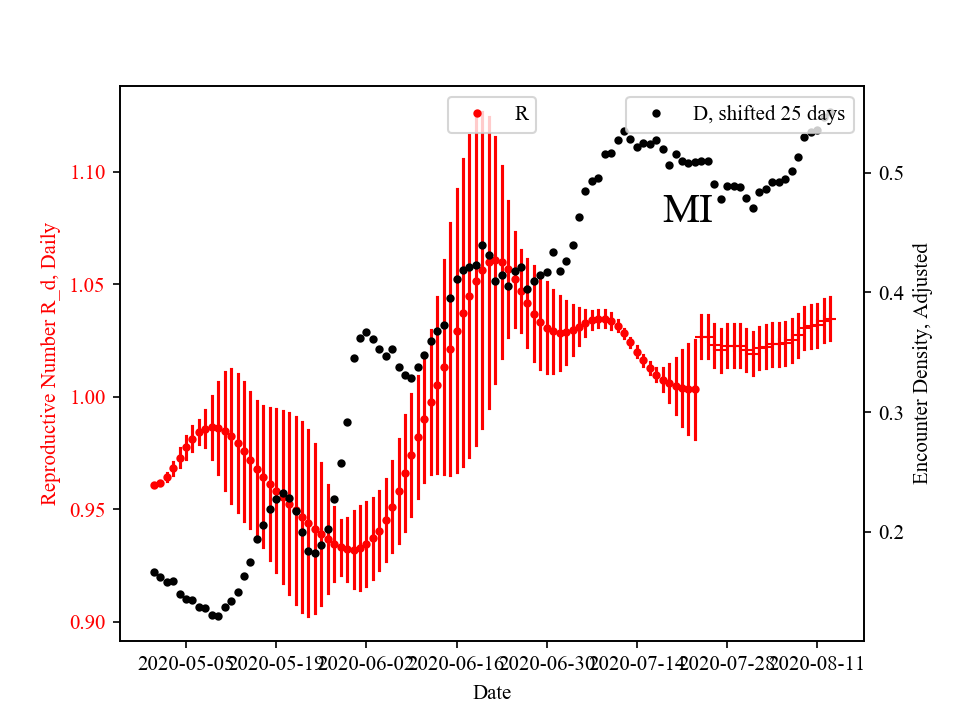 R
D, shifted 25 days
MI
Reproductive Number R_d, Daily
1.10
1.05
1.00
0.95
0.90
0.5
0.4
0.3
0.2
Encounter Density, Adjusted
2020-05-05 2020-05-19 2020-06-02 2020-06-16 2020-06-30 2020-07-14 2020-07-28 2020-08-11
Date